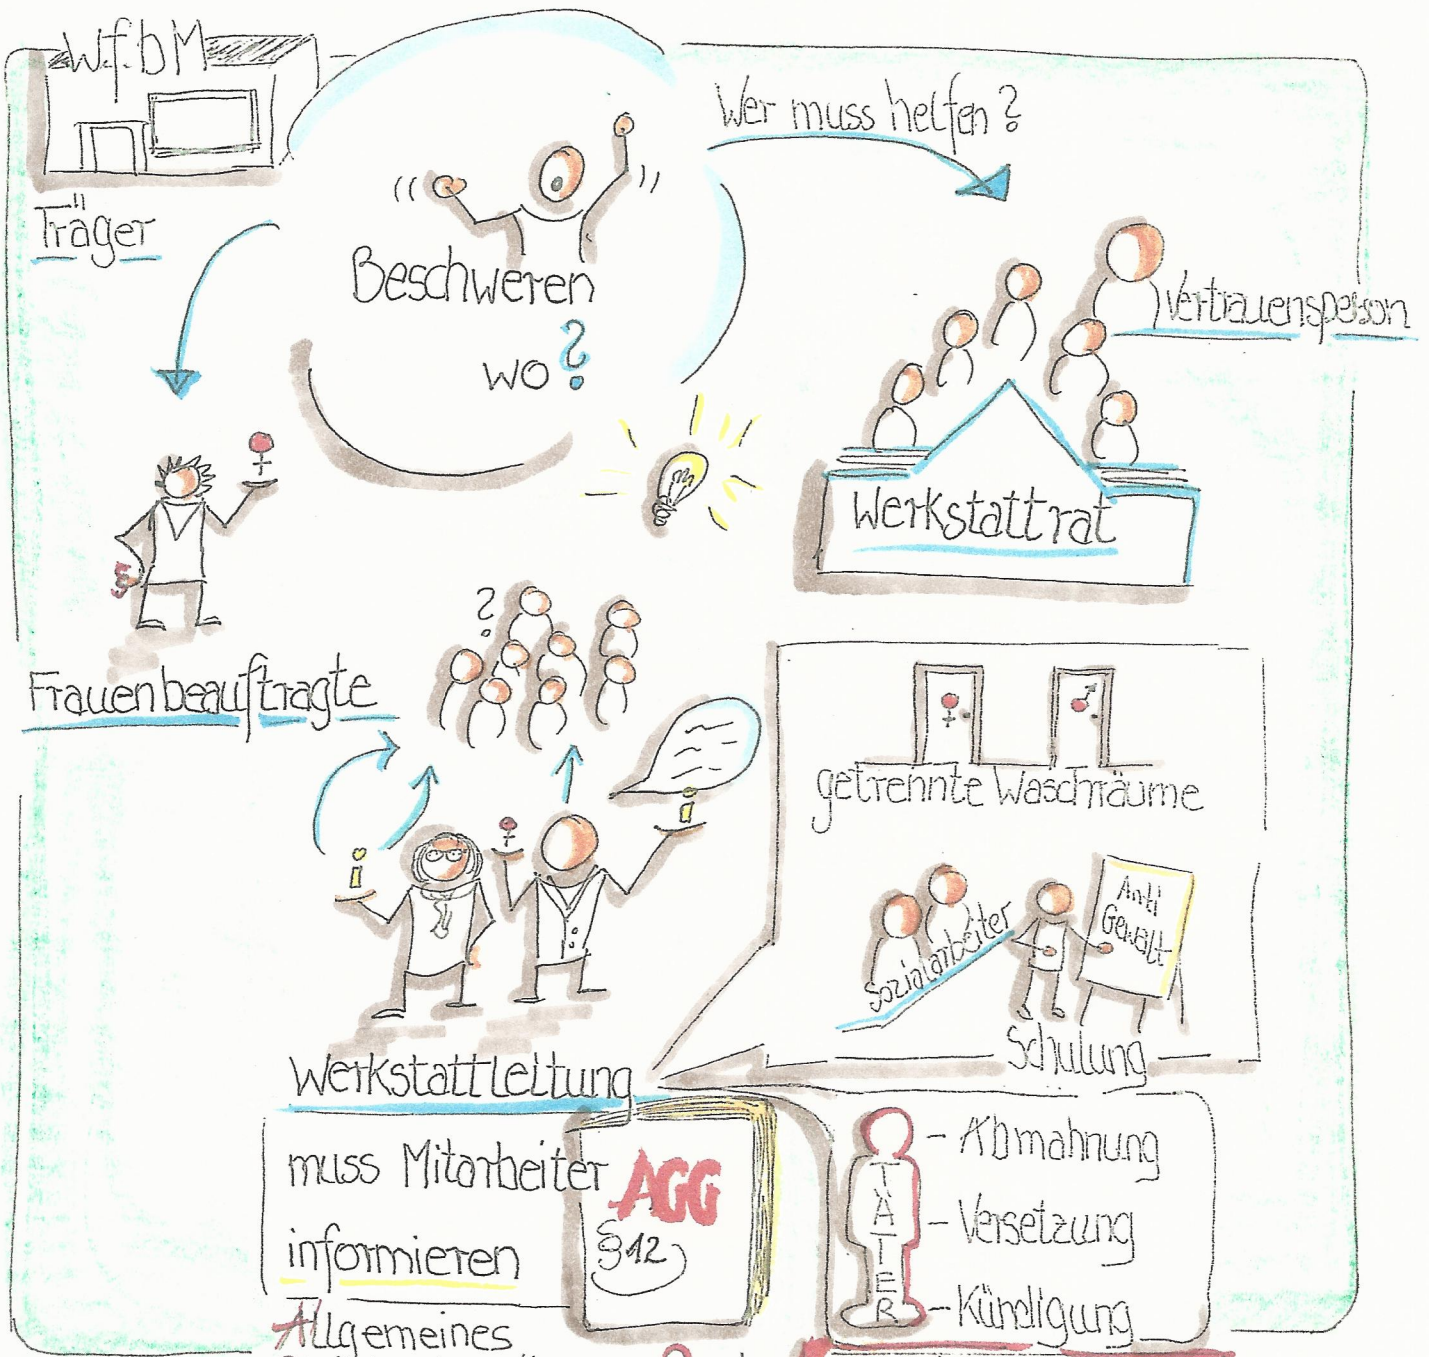 W.f.b.M
Träger
Wer muss helfen?
Beschweren
wo?
Vertrauensperson
Werkstattrat
Frauenbeauftragte
?
i
i
getrennte Waschräume
Sozialarbeiter
Anti
Gewalt
Schulung
Werkstattleitung
muss Mitarbeiter
informieren
AGG
§12
TÄTER
- Abmahnung
- Versetzung
- Kündigung
Allgemeines